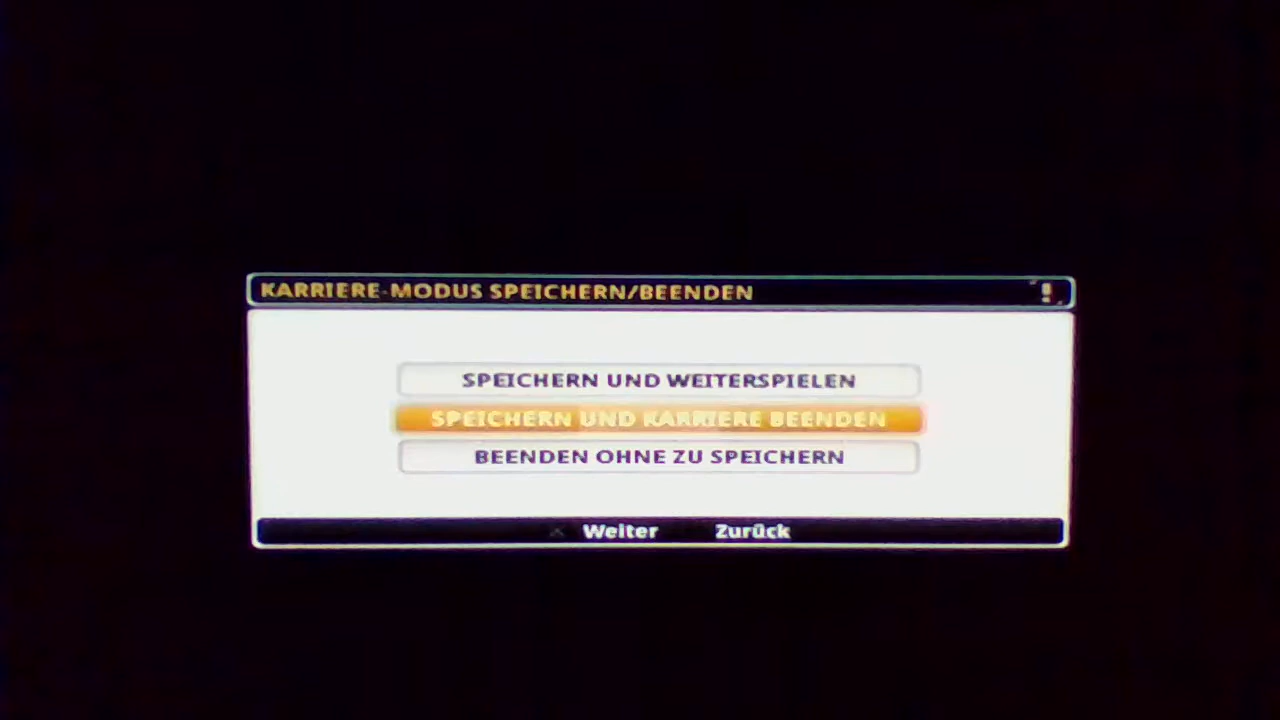 KARRIERE-MODUS SPEICHERN/BEENDEN !
SPEICHERN UND WEITERSPIELEN
SPEICHERN UND KARRIERE BEENDEN
BEENDEN OHNE ZU SPEICHERN
Weiter Zurück